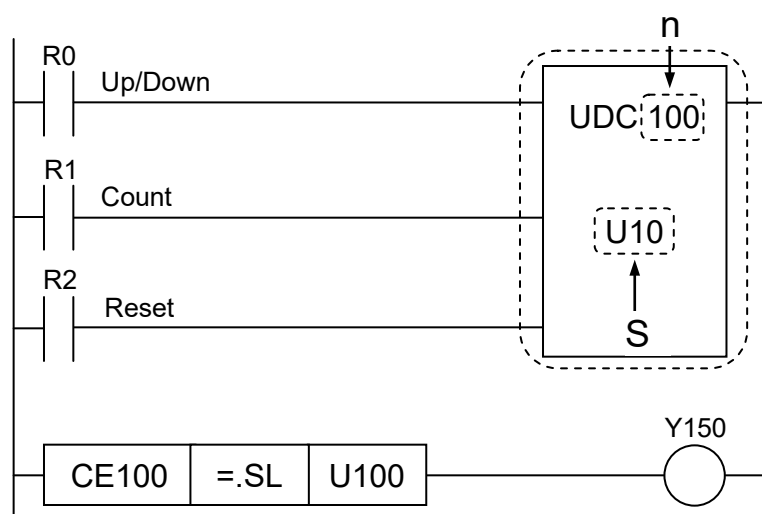 n
R0
Up/Down
UDC 100
R1
Count
U10
R2
Reset
S
Y150
CE100 =.SL U100